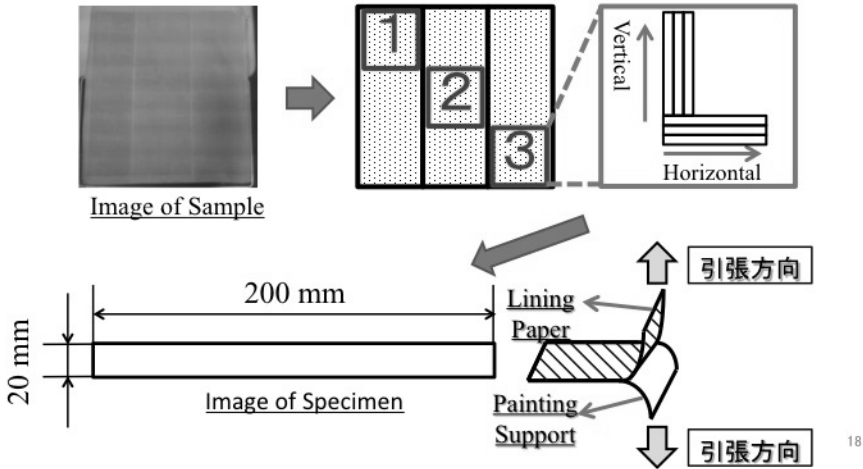 1
2
3
Vertical
Horizontal
Image of Sample
200 mm
20 mm
Image of Specimen
Lining
Paper
引張方向
Painting
Support
引張方向
18